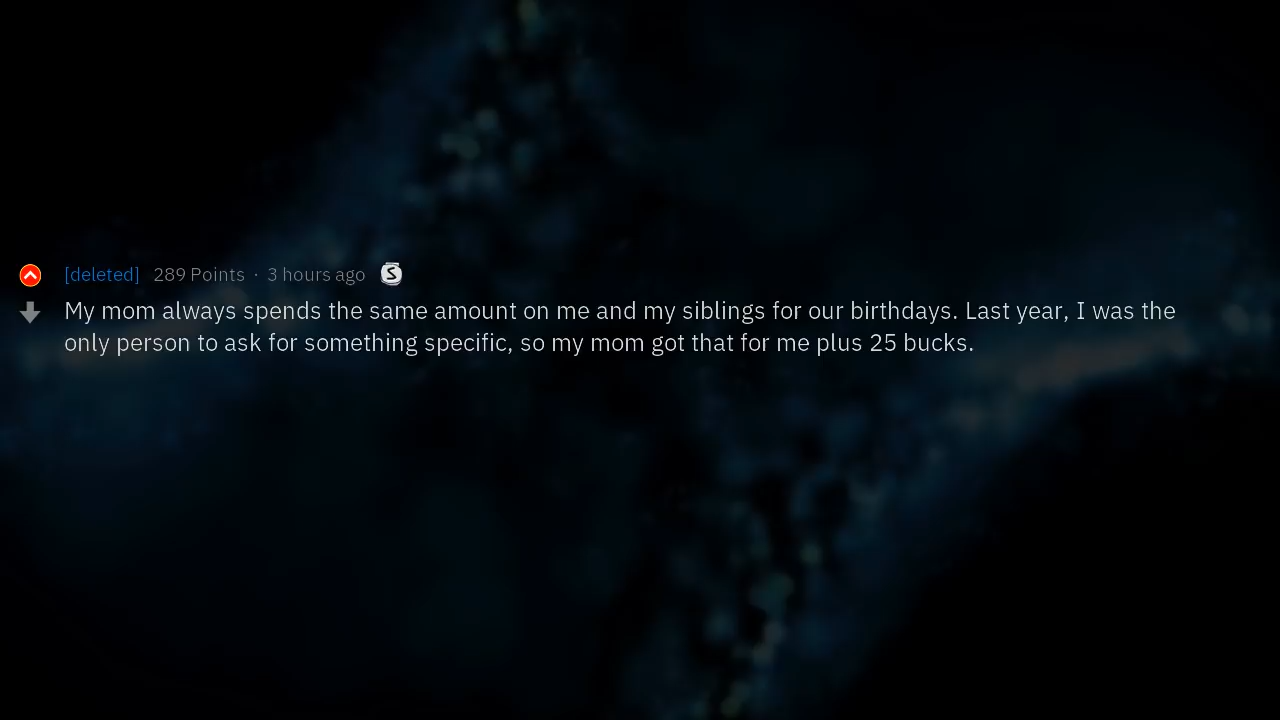 [deleted] 289 Points · 3 hours ago S
My mom always spends the same amount on me and my siblings for our birthdays. Last year, I was the
only person to ask for something specific, so my mom got that for me plus 25 bucks.